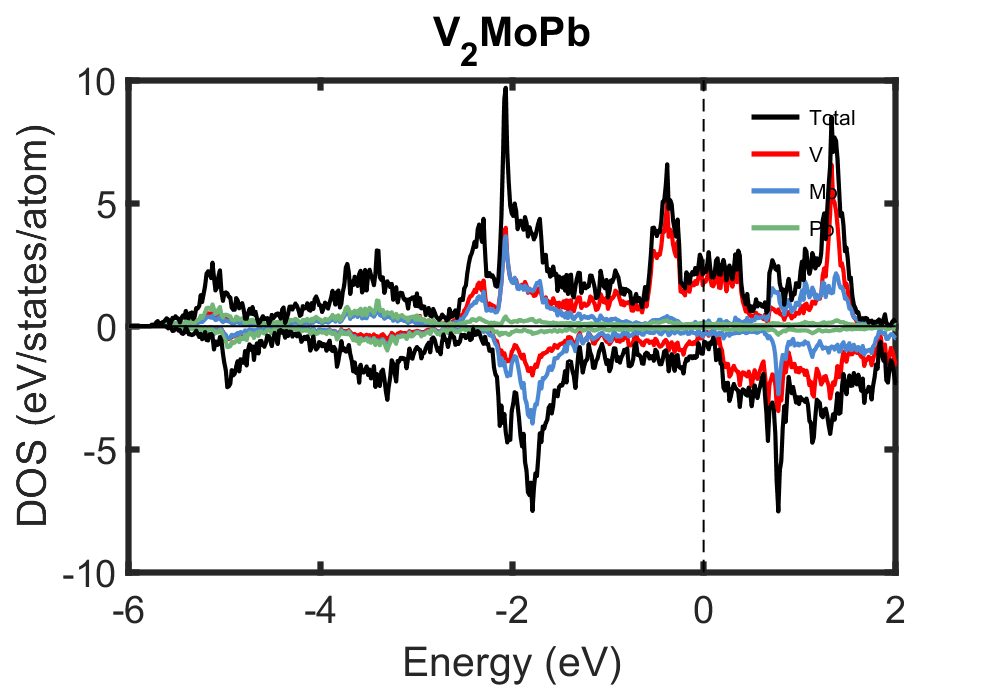 V2MoPb
DOS (eV/states/atom)
10
5
0
-5
-10
Total
V
Mo
Pb
-6
-4
-2
0
2
Energy (eV)